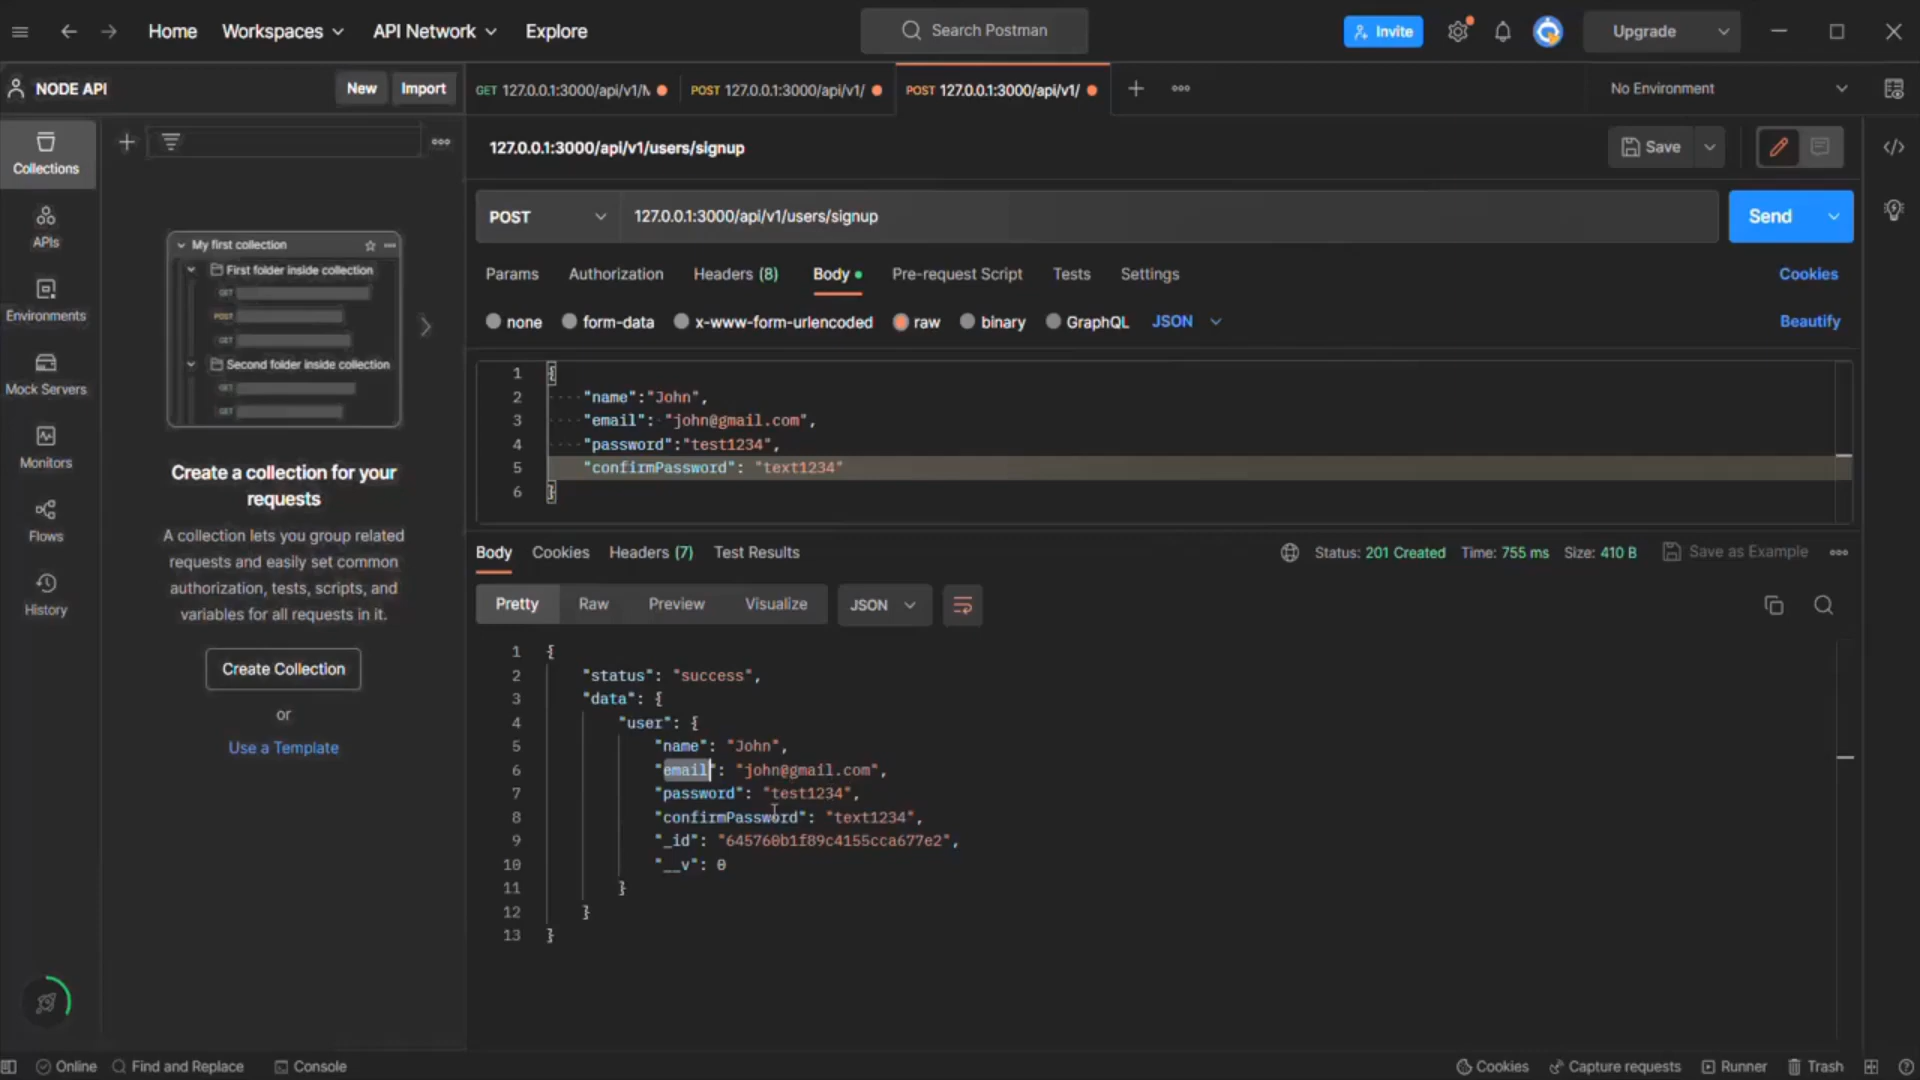 Home
Workspaces
API Network
Explore
Search Postman
Invite
Upgrade
NODE API
New
Import
GET 127.0.0.1:3000/api/v1/
POST 127.0.0.1:3000/api/v1/
POST 127.0.0.1:3000/api/v1/
No Environment
Collections
APIs
Environments
Mock Servers
Monitors
Flows
History
My first collection
First folder inside collection
GET
POST
GET
Second folder inside collection
GET
GET
Create a collection for your
requests
A collection lets you group related
requests and easily set common
authorization, tests, scripts, and
variables for all requests in it.
Create Collection
or
Use a Template
127.0.0.1:3000/api/v1/users/signup
Save
POST
127.0.0.1:3000/api/v1/users/signup
Send
Params
Authorization
Headers (8)
Body
Pre-request Script
Tests
Settings
Cookies
none
form-data
x-www-form-urlencoded
raw
binary
GraphQL
JSON
Beautify
1 {
2 "name":"John",
3 "email": "john@gmail.com",
4 "password":"test1234",
5 "confirmPassword": "text1234"
6 }
Body
Cookies
Headers (7)
Test Results
Status: 201 Created
Time: 755 ms
Size: 410 B
Save as Example
Pretty
Raw
Preview
Visualize
JSON
1 {
2 "status": "success",
3 "data": {
4 "user": {
5 "name": "John",
6 "email": "john@gmail.com",
7 "password": "test1234",
8 "confirmPassword": "text1234",
9 "_id": "645760b1f89c4155cca677e2",
10 "__v": 0
11 }
12 }
13 }
Online
Find and Replace
Console
Cookies
Capture requests
Runner
Trash